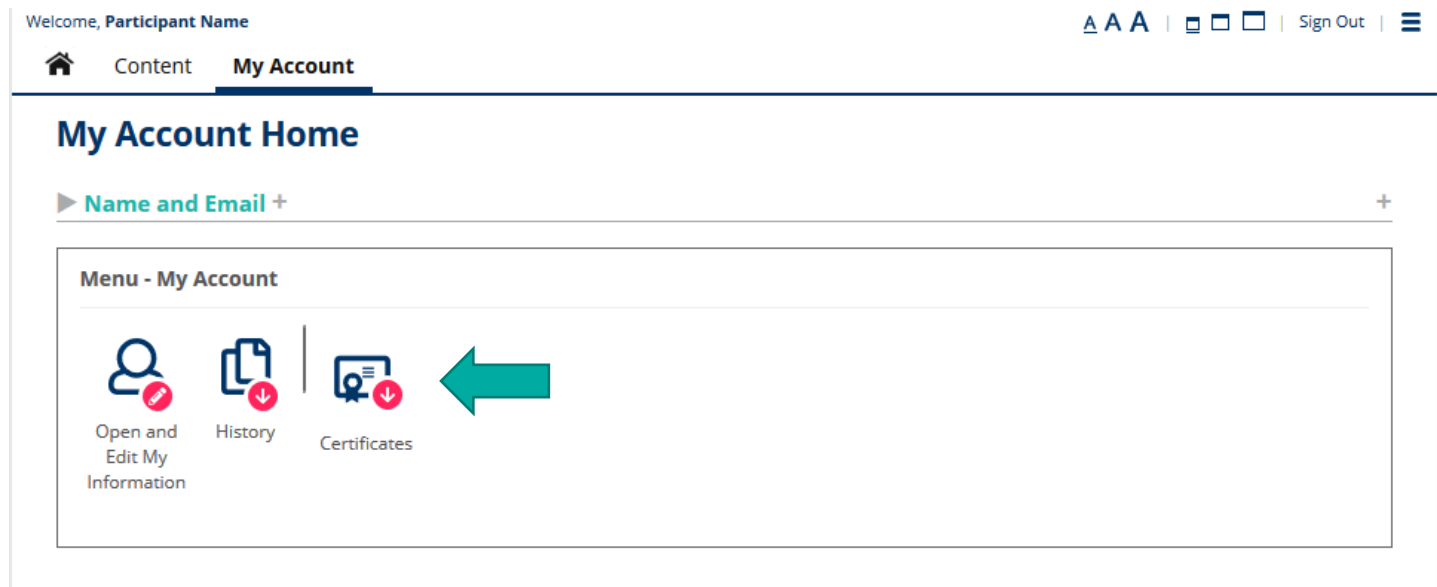 Welcome, Participant Name
A A A | | Sign Out |
Content My Account
My Account Home
Name and Email +
+
Menu - My Account
Open and
Edit My
Information
History
Certificates